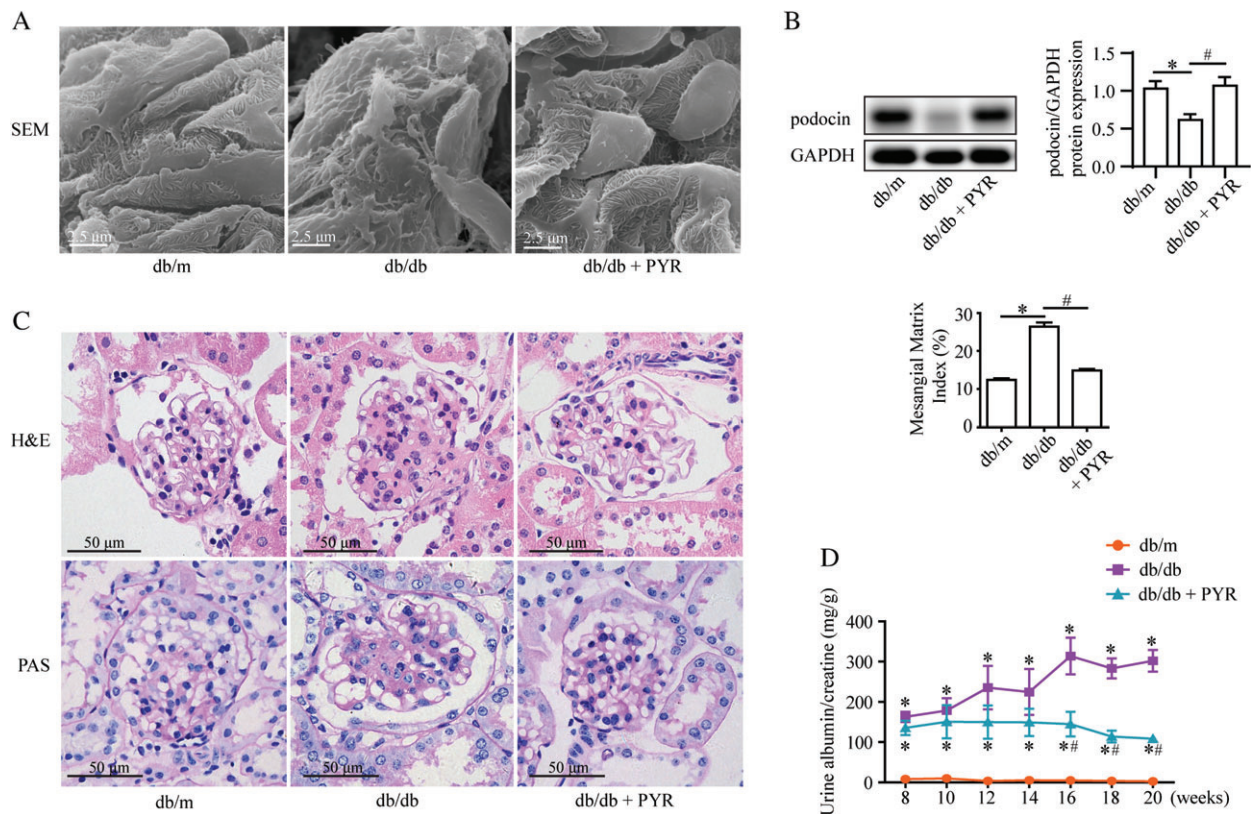 A
SEM
2.5 μm
2.5 μm
2.5 μm
db/m
db/db
db/db + PYR
B
podocin
GAPDH
db/m
db/db
db/db + PYR
podocin/GAPDH
protein expression
1.5
1.0
0.5
0.0
*
#
db/m
db/db
db/db + PYR
Mesangial Matrix
Index (%)
30
20
10
0
*
#
db/m
db/db
db/db
+ PYR
C
H&E
50 μm
50 μm
50 μm
PAS
50 μm
50 μm
50 μm
db/m
db/db
db/db + PYR
D
db/m
db/db
db/db + PYR
Urine albumin/creatine (mg/g)
400
300
200
100
0
* * * * * * *
* * * * *# *# *#
8 10 12 14 16 18 20 (weeks)